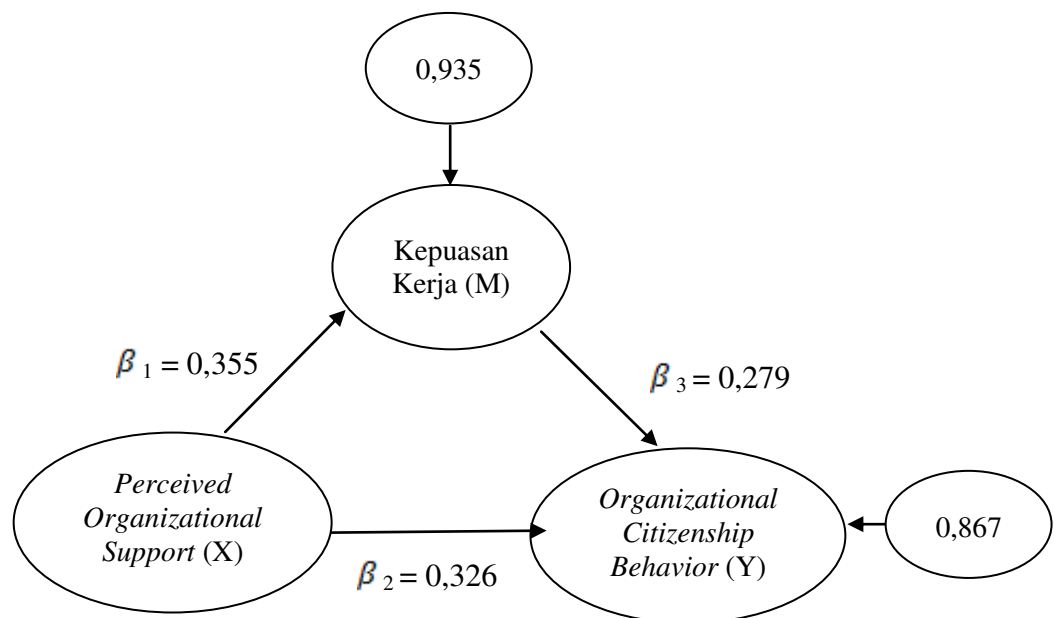 0,935
Kepuasan
Kerja (M)
β 1 = 0,355
β 3 = 0,279
Perceived
Organizational
Support (X)
Organizational
Citizenship
Behavior (Y)
0,867
β 2 = 0,326